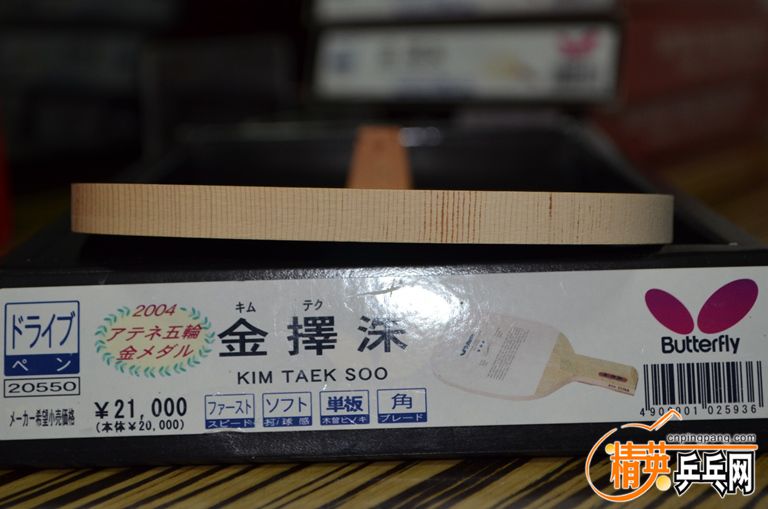 ドライブ
ペン
20550
メーカー希望小売価格
2004
アテネ五輪
金メダル
キム テク
金擇洙
KIM TAEK SOO
¥21,000
(本体¥20,000)
ファースト
スピード
ソフト
打球感
単板
木曽ヒノキ
角
ブレード
Butterfly
025936
cnpingpang.com
精英乒乓网